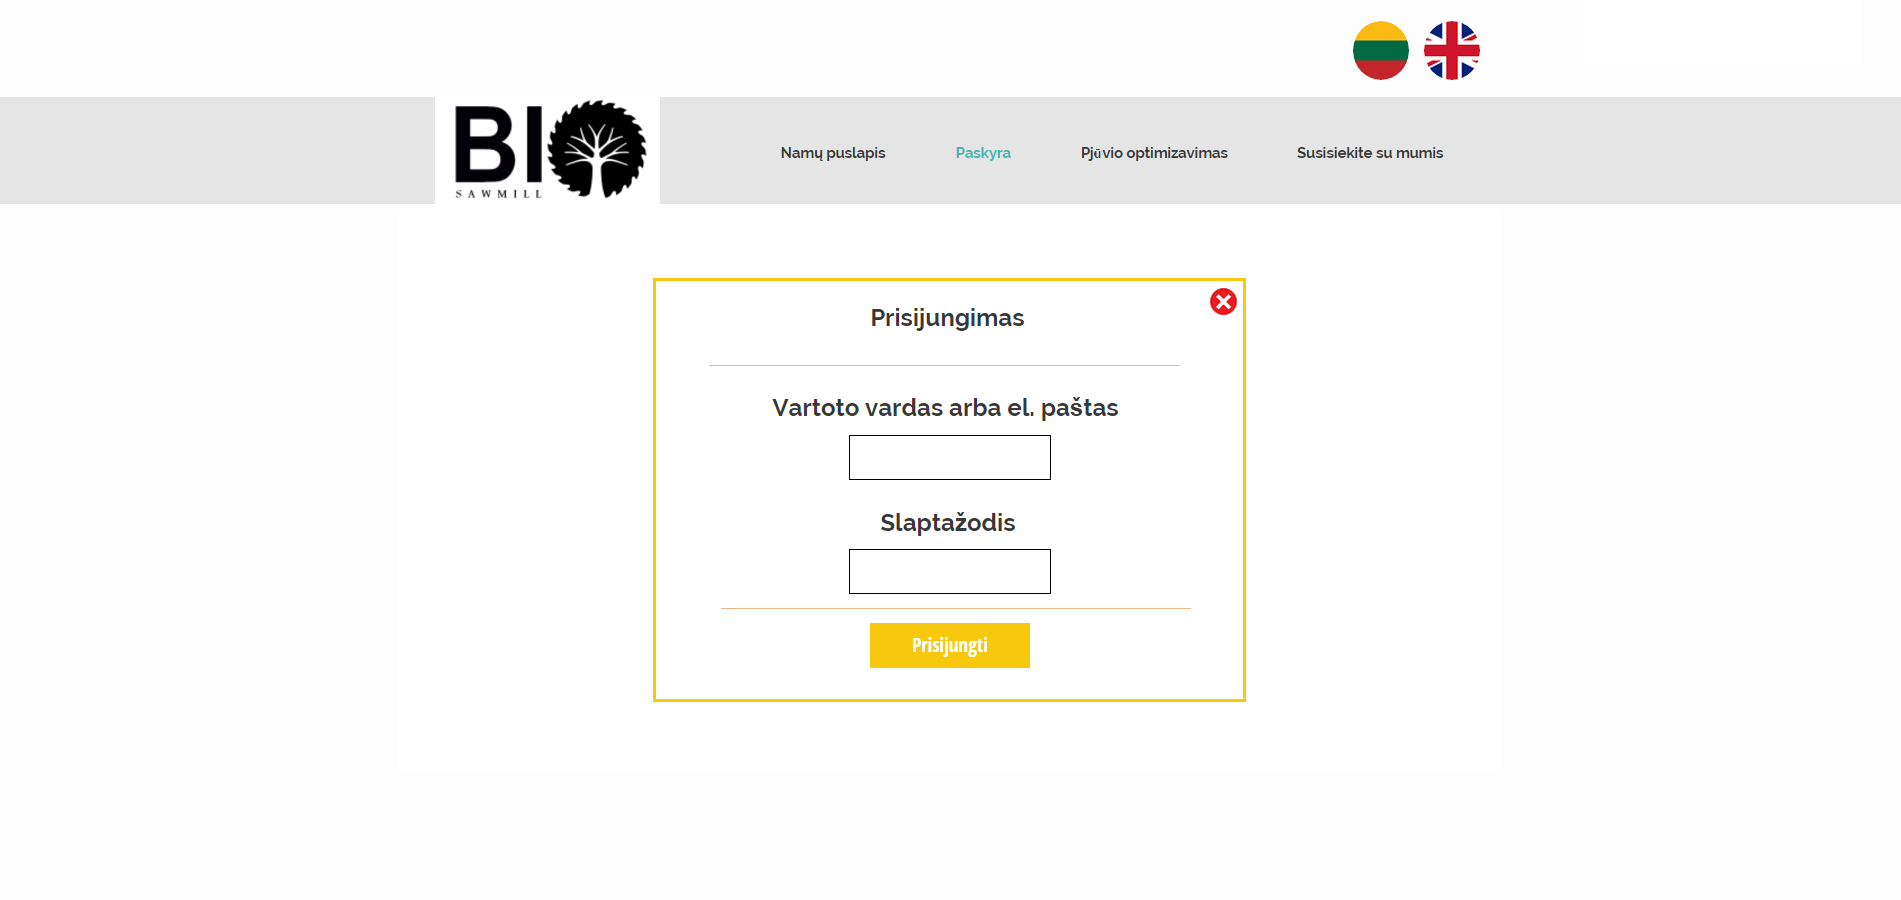 BIO
SAWMILL
Namų puslapis Paskyra Pjūvio optimizavimas Susisiekite su mumis
Prisijungimas
Vartoto vardas arba el. paštas
Slaptažodis
Prisijungti